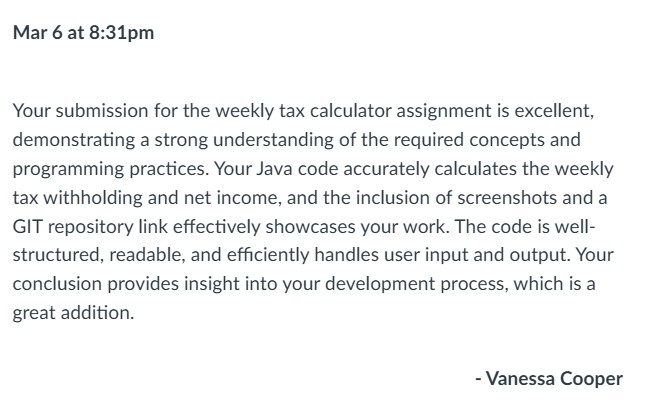 Mar 6 at 8:31pm
Your submission for the weekly tax calculator assignment is excellent,
demonstrating a strong understanding of the required concepts and
programming practices. Your Java code accurately calculates the weekly
tax withholding and net income, and the inclusion of screenshots and a
GIT repository link effectively showcases your work. The code is well-
structured, readable, and efficiently handles user input and output. Your
conclusion provides insight into your development process, which is a
great addition.
- Vanessa Cooper